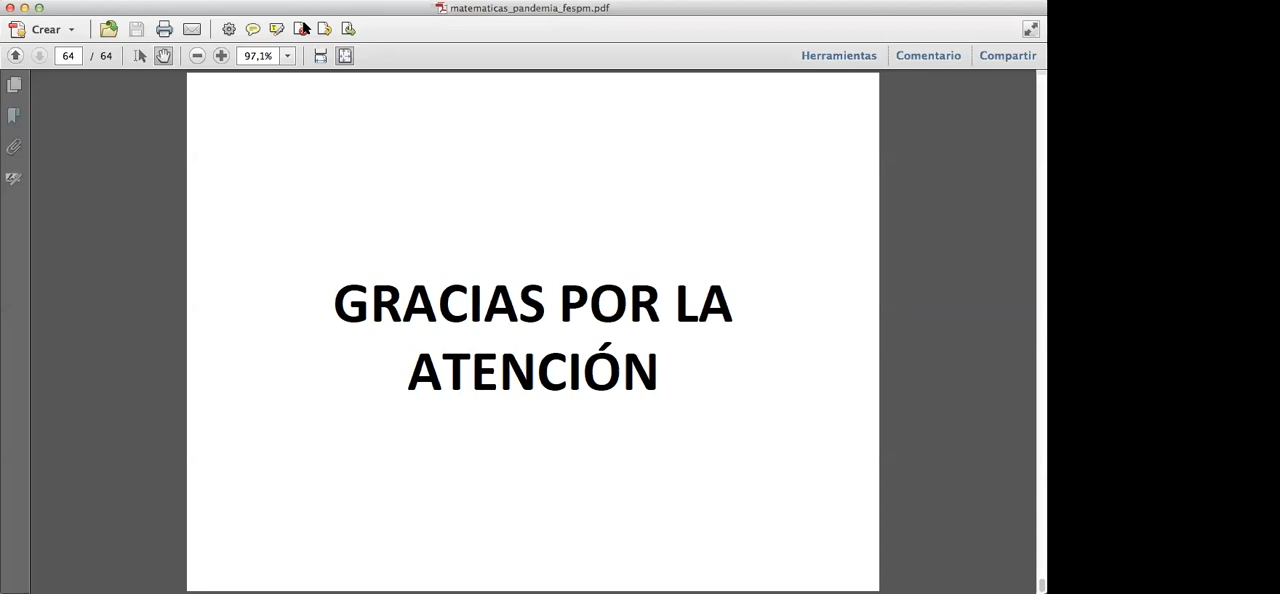 matematicas_pandemia_fespm.pdf
Crear
64 / 64 97,1% Herramientas Comentario Compartir
GRACIAS POR LA
ATENCIÓN